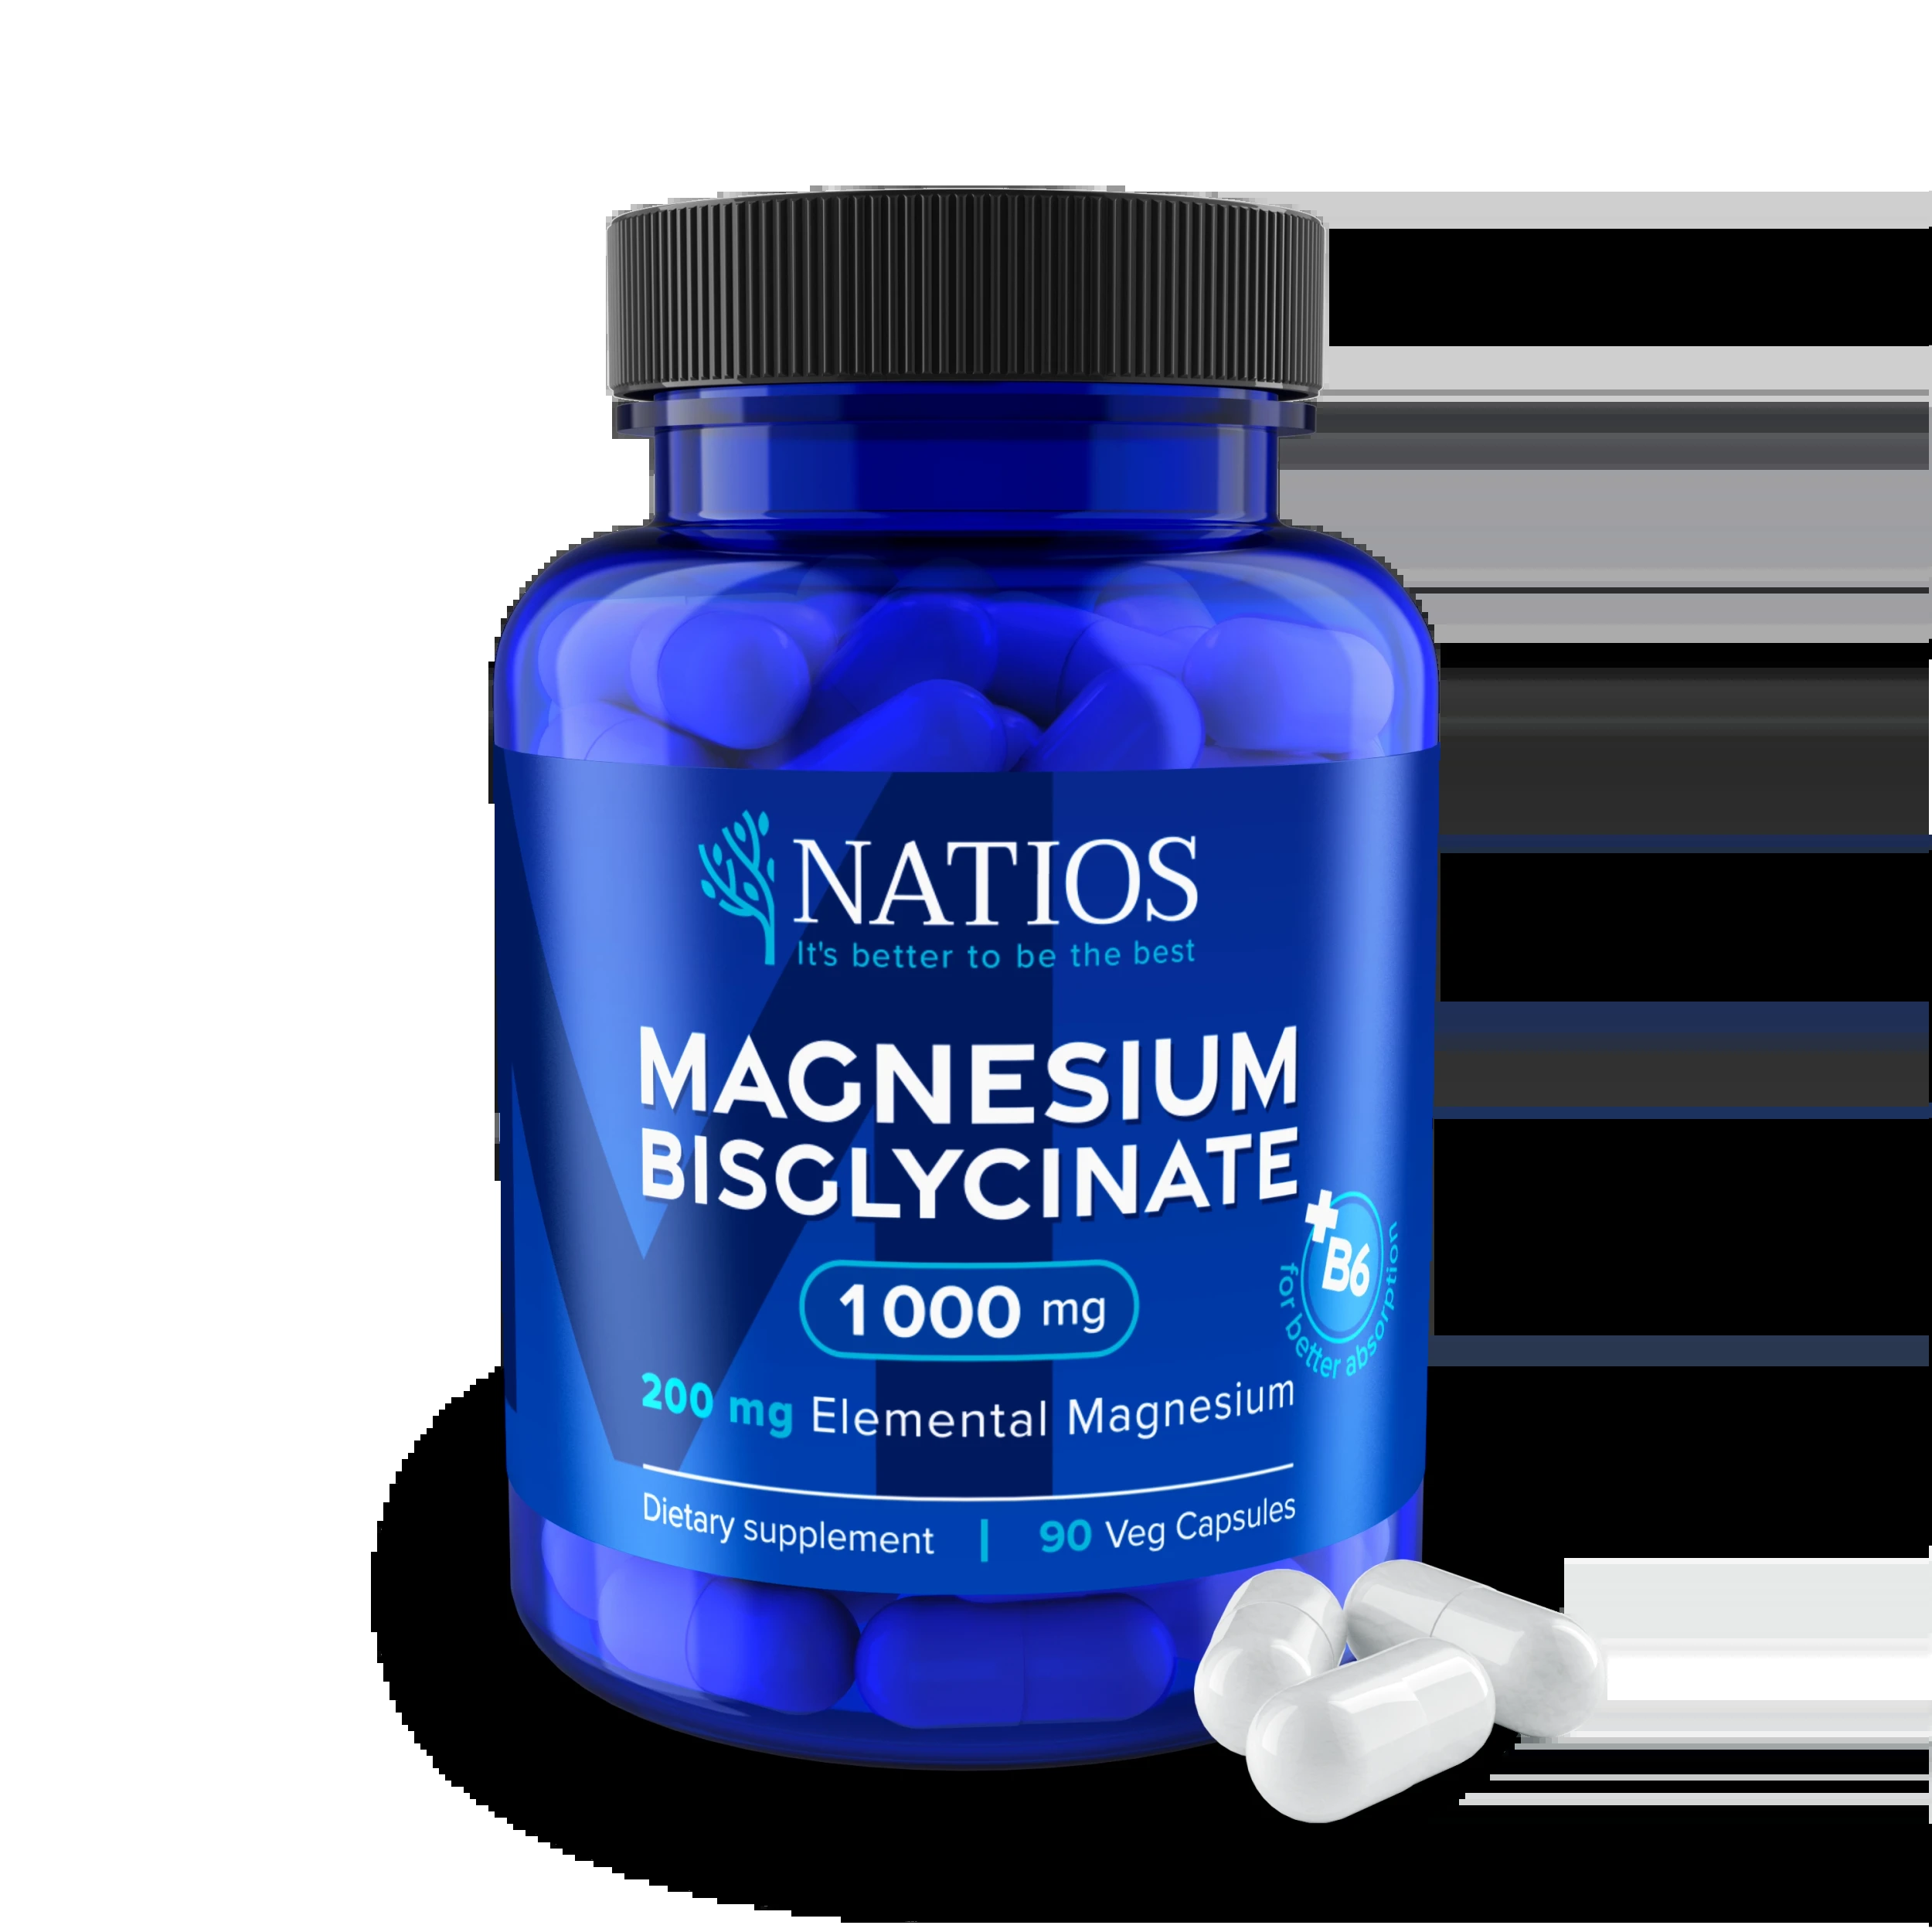 NATIOS
It's better to be the best
MAGNESIUM
BISGLYCINATE
+B6
for better absorption
1000 mg
200 mg Elemental Magnesium
Dietary supplement | 90 Veg Capsules